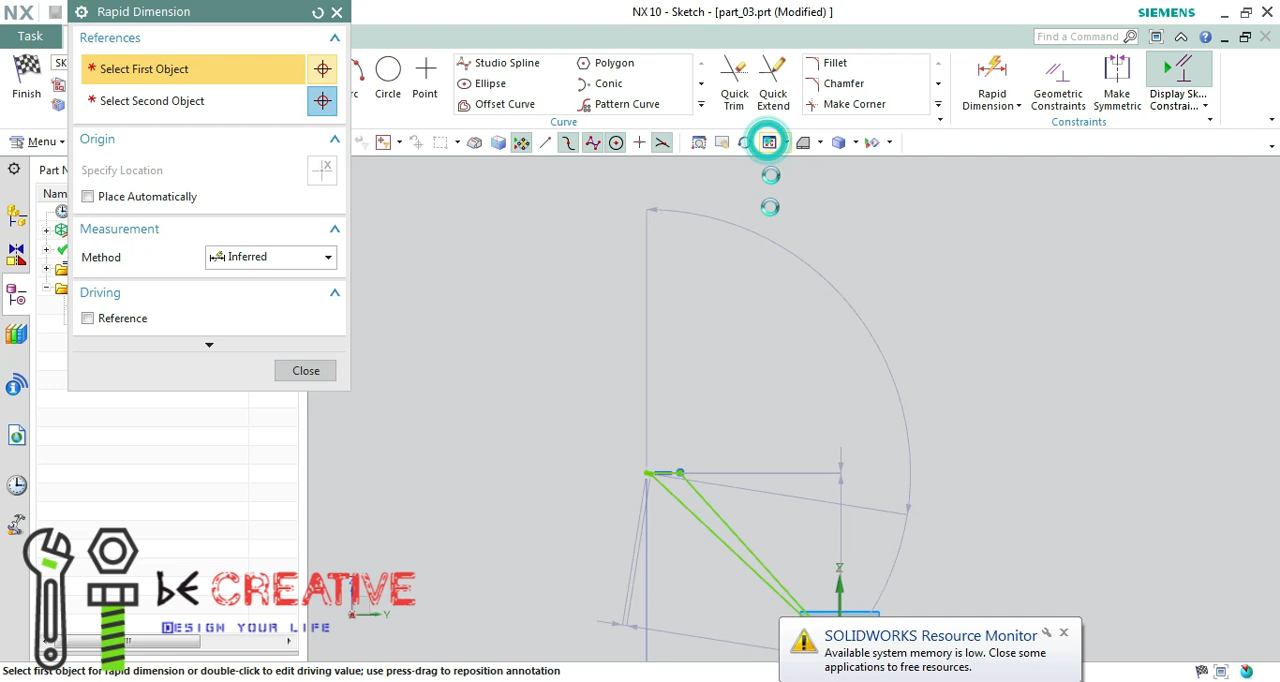 NX
Rapid Dimension
NX 10 - Sketch - [part_03.prt (Modified) ]
SIEMENS
Task
References
Find a Command
* Select First Object
* Select Second Object
Finish
SK
Circle
Point
Studio Spline
Ellipse
Offset Curve
Polygon
Conic
Pattern Curve
Curve
Quick
Trim
Quick
Extend
Fillet
Chamfer
Make Corner
Rapid
Dimension
Geometric
Constraints
Make
Symmetric
Display Sk...
Constrai...
Constraints
Menu
Origin
Specify Location
Place Automatically
Part N
Nam
Measurement
Method
Inferred
Driving
Reference
Close
Z
Y
BE CREATIVE
DESIGN YOUR LIFE
SOLIDWORKS Resource Monitor
Available system memory is low. Close some
applications to free resources.
Select first object for rapid dimension or double-click to edit driving value; use press-drag to reposition annotation